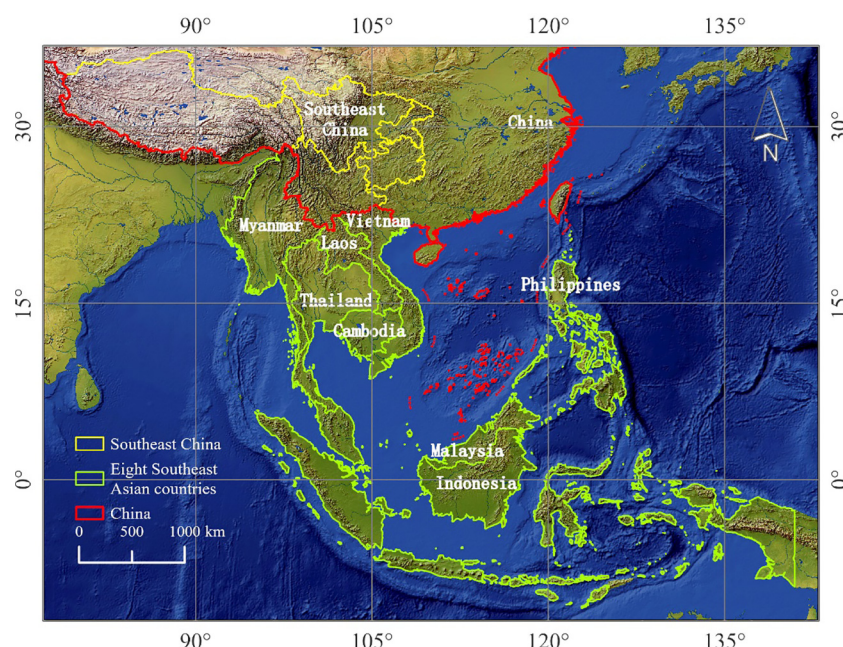 90°
105°
120°
135°
30°
15°
0°
30°
15°
0°
Southeast
China
China
N
Myanmar
Vietnam
Laos
Philippines
Thailand
Cambodia
Malaysia
Indonesia
Southeast China
Eight Southeast
Asian countries
China
0 500 1000 km
90°
105°
120°
135°